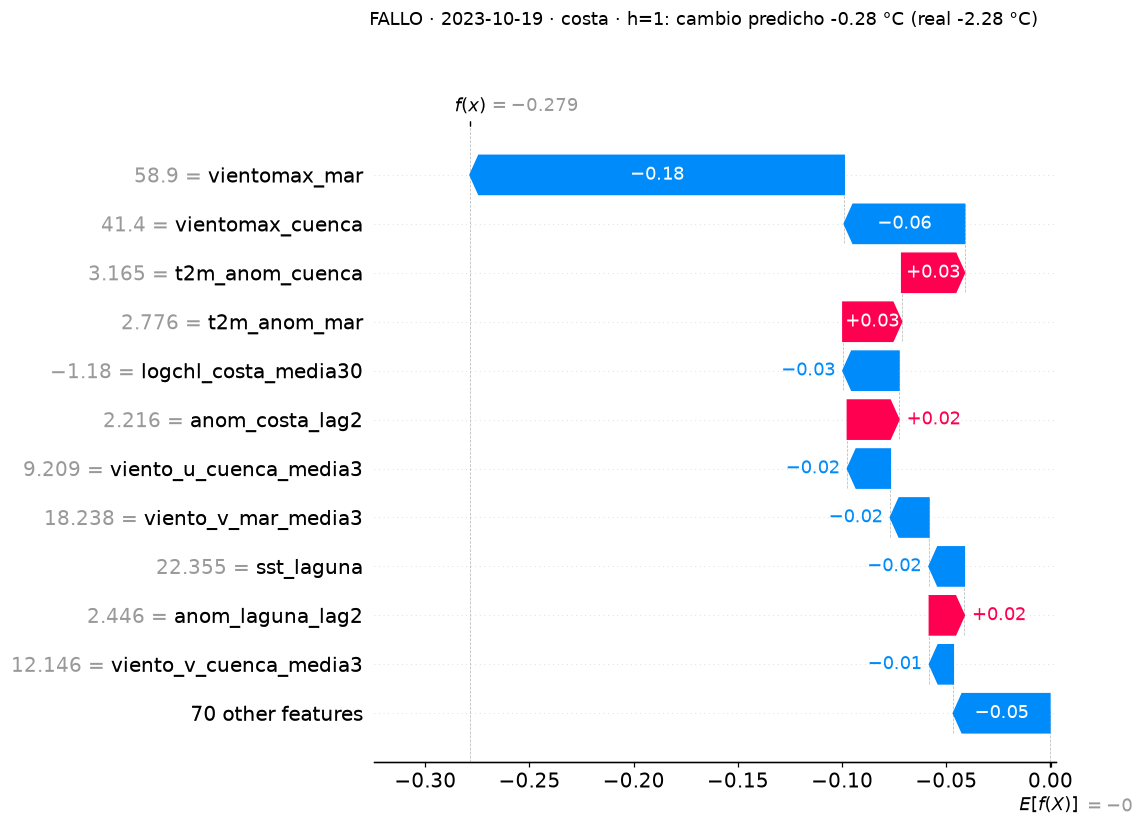 FALLO · 2023-10-19 · costa · h=1: cambio predicho -0.28 °C (real -2.28 °C)
f(x) = −0.279
58.9 = vientomax_mar −0.18
41.4 = vientomax_cuenca −0.06
3.165 = t2m_anom_cuenca +0.03
2.776 = t2m_anom_mar +0.03
−1.18 = logchl_costa_media30 −0.03
2.216 = anom_costa_lag2 +0.02
9.209 = viento_u_cuenca_media3 −0.02
18.238 = viento_v_mar_media3 −0.02
22.355 = sst_laguna −0.02
2.446 = anom_laguna_lag2 +0.02
12.146 = viento_v_cuenca_media3 −0.01
70 other features −0.05
−0.30 −0.25 −0.20 −0.15 −0.10 −0.05 0.00
E[f(X)] = −0